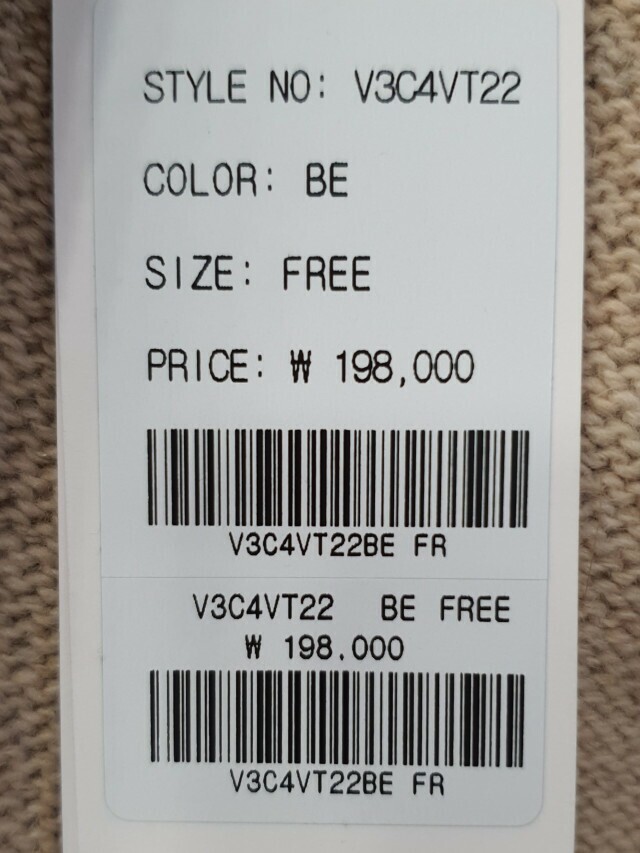 STYLE NO: V3C4VT22
COLOR: BE
SIZE: FREE
PRICE: ₩ 198,000
V3C4VT22BE FR
V3C4VT22 BE FREE
₩ 198.000
V3C4VT22BE FR